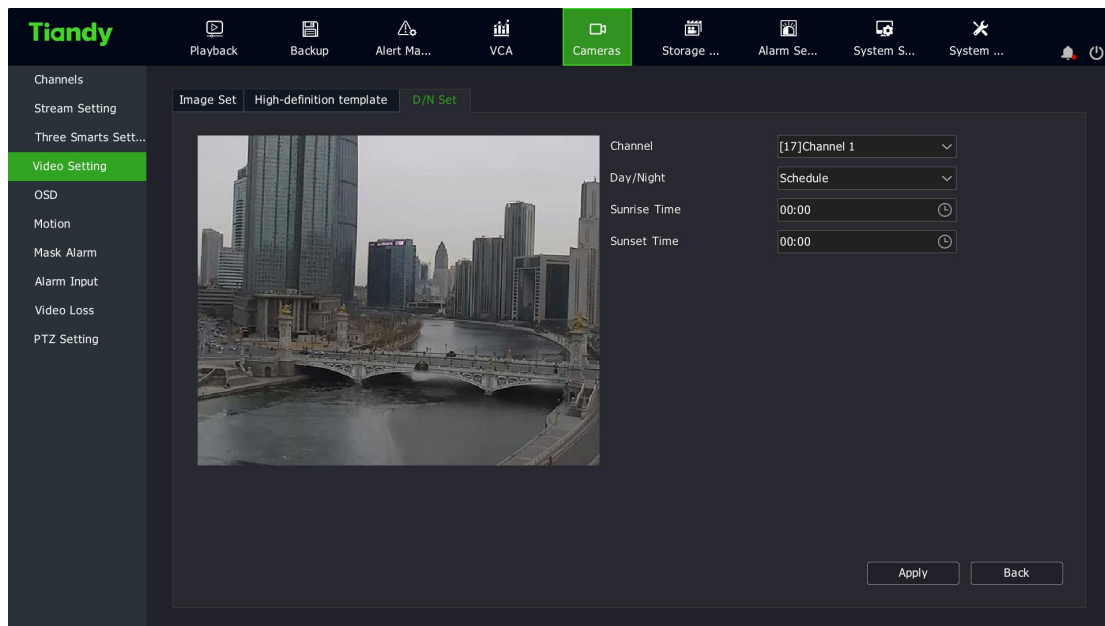 Tiandy
Playback
Backup
Alert Ma...
VCA
Cameras
Storage ...
Alarm Se...
System S...
System ...
Channels
Stream Setting
Three Smarts Sett...
Video Setting
OSD
Motion
Mask Alarm
Alarm Input
Video Loss
PTZ Setting
Image Set
High-definition template
D/N Set
Channel [17]Channel 1
Day/Night Schedule
Sunrise Time 00:00
Sunset Time 00:00
Apply
Back